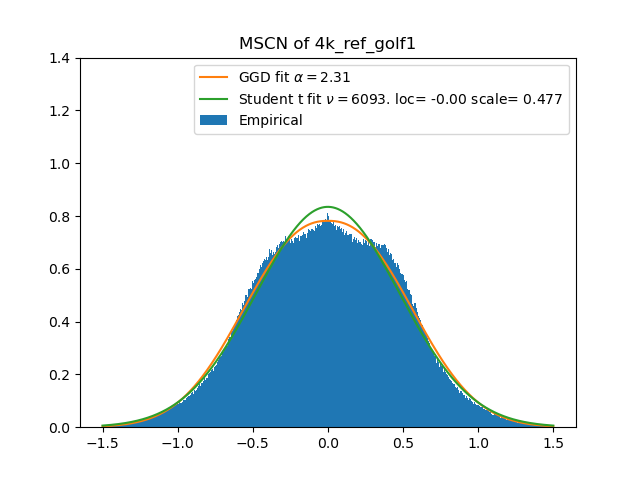 MSCN of 4k_ref_golf1
GGD fit α = 2.31
Student t fit ν = 6093. loc= -0.00 scale= 0.477
Empirical
1.4
1.2
1.0
0.8
0.6
0.4
0.2
0.0
−1.5 −1.0 −0.5 0.0 0.5 1.0 1.5